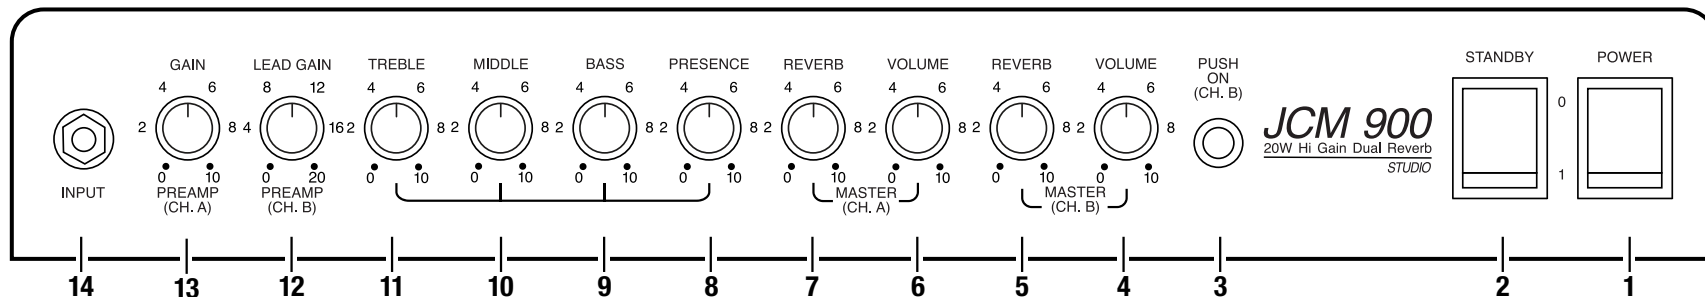 GAIN LEAD GAIN TREBLE MIDDLE BASS PRESENCE REVERB VOLUME REVERB VOLUME PUSH ON (CH. B) STANDBY POWER
4 6 8 12 4 6 4 6 4 6 4 6 4 6 4 6 4 6 4 6
2 8 4 16 2 8 2 8 2 8 2 8 2 8 2 8 2 8 2 8
0 10 0 20 0 10 0 10 0 10 0 10 0 10 0 10 0 10 0 10
INPUT
PREAMP (CH. A)
PREAMP (CH. B)
MASTER (CH. A)
MASTER (CH. B)
JCM 900
20W Hi Gain Dual Reverb
STUDIO
0
1
14 13 12 11 10 9 8 7 6 5 4 3 2 1